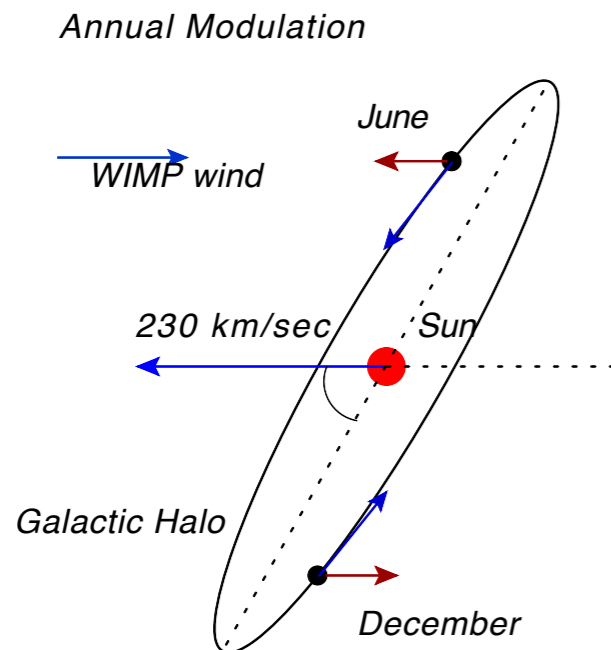 Annual Modulation
June
WIMP wind
230 km/sec
Sun
Galactic Halo
December